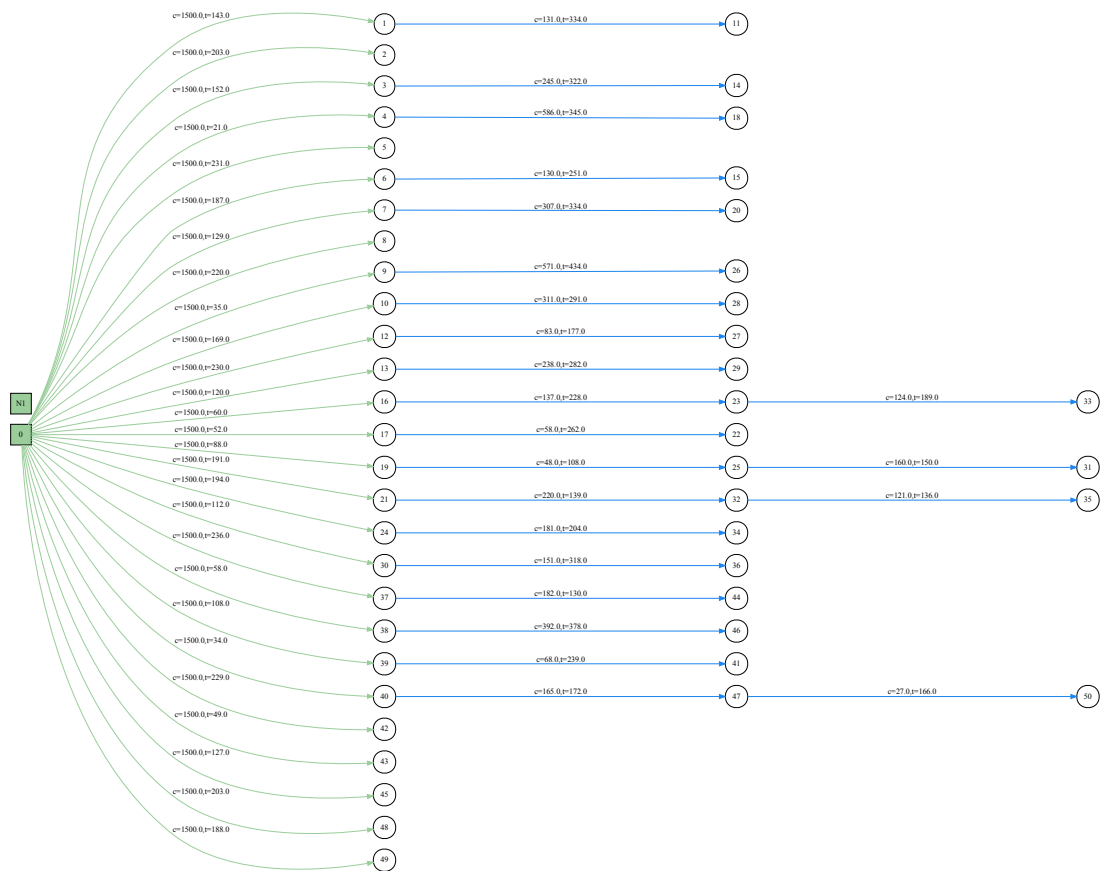 c=1500.0,t=143.0
1
c=131.0,t=334.0
11
c=1500.0,t=203.0
2
c=1500.0,t=152.0
3
c=245.0,t=322.0
14
c=1500.0,t=21.0
4
c=586.0,t=345.0
18
c=1500.0,t=231.0
5
c=1500.0,t=187.0
6
c=130.0,t=251.0
15
c=1500.0,t=129.0
7
c=307.0,t=334.0
20
c=1500.0,t=220.0
8
c=1500.0,t=35.0
9
c=571.0,t=434.0
26
c=1500.0,t=169.0
10
c=311.0,t=291.0
28
c=1500.0,t=230.0
12
c=83.0,t=177.0
27
c=1500.0,t=120.0
13
c=238.0,t=282.0
29
N1
c=1500.0,t=60.0
16
c=137.0,t=228.0
23
c=124.0,t=189.0
33
0
c=1500.0,t=52.0
17
c=58.0,t=262.0
22
c=1500.0,t=88.0
19
c=48.0,t=108.0
25
c=160.0,t=150.0
31
c=1500.0,t=191.0
21
c=220.0,t=139.0
32
c=121.0,t=136.0
35
c=1500.0,t=194.0
24
c=181.0,t=204.0
34
c=1500.0,t=112.0
30
c=151.0,t=318.0
36
c=1500.0,t=236.0
37
c=182.0,t=130.0
44
c=1500.0,t=58.0
38
c=392.0,t=378.0
46
c=1500.0,t=108.0
39
c=68.0,t=239.0
41
c=1500.0,t=34.0
40
c=165.0,t=172.0
47
c=27.0,t=166.0
50
c=1500.0,t=229.0
42
c=1500.0,t=49.0
43
c=1500.0,t=127.0
45
c=1500.0,t=203.0
48
c=1500.0,t=188.0
49